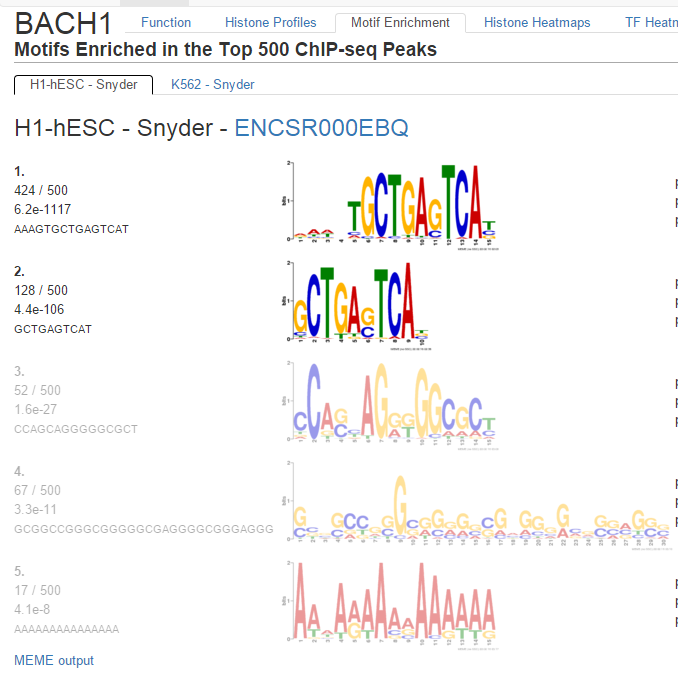 BACH1 Function Histone Profiles Motif Enrichment Histone Heatmaps TF Heatm
Motifs Enriched in the Top 500 ChIP-seq Peaks
H1-hESC - Snyder K562 - Snyder
H1-hESC - Snyder - ENCSR000EBQ
1.
424 / 500
6.2e-1117
AAAGTGCTGAGTCAT
2.
128 / 500
4.4e-106
GCTGAGTCAT
3.
52 / 500
1.6e-27
CCAGCAGGGGGCGCT
4.
67 / 500
3.3e-11
GCGGCCGGGCGGGGGCGAGGGGCGGGAGGG
5.
17 / 500
4.1e-8
AAAAAAAAAAAAAAA
MEME output